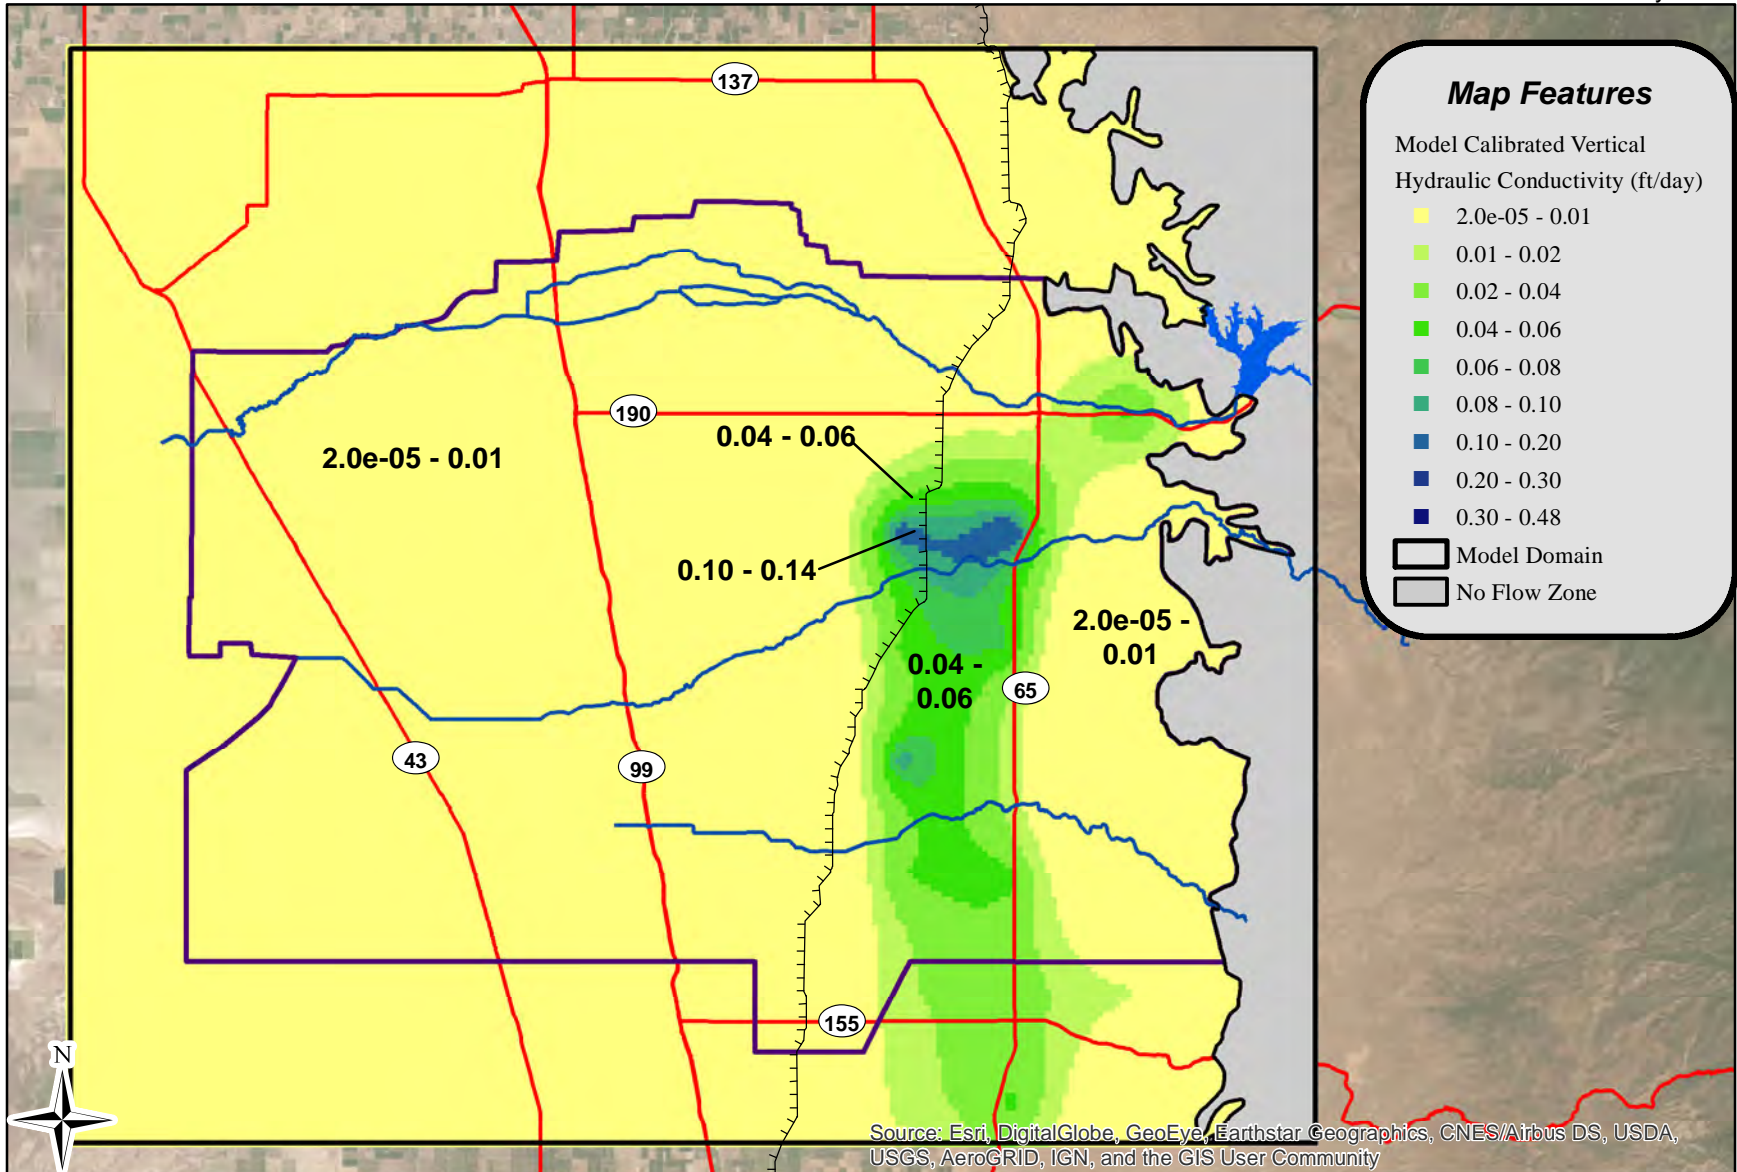 Map Features
Model Calibrated Vertical
Hydraulic Conductivity (ft/day)
2.0e-05 - 0.01
0.01 - 0.02
0.02 - 0.04
0.04 - 0.06
0.06 - 0.08
0.08 - 0.10
0.10 - 0.20
0.20 - 0.30
0.30 - 0.48
Model Domain
No Flow Zone
137
190
0.04 - 0.06
2.0e-05 - 0.01
0.10 - 0.14
2.0e-05 -
0.01
0.04 -
0.06
65
43
99
155
N
Source: Esri, DigitalGlobe, GeoEye, Earthstar Geographics, CNES/Airbus DS, USDA,
USGS, AeroGRID, IGN, and the GIS User Community